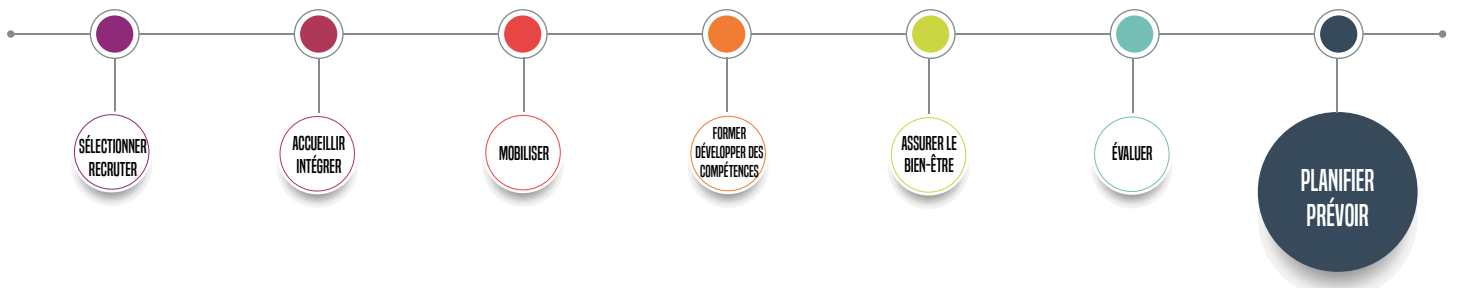 SÉLECTIONNER
RECRUTER
ACCUEILLIR
INTÉGRER
MOBILISER
FORMER
DÉVELOPPER DES
COMPÉTENCES
ASSURER LE
BIEN-ÊTRE
ÉVALUER
PLANIFIER
PRÉVOIR